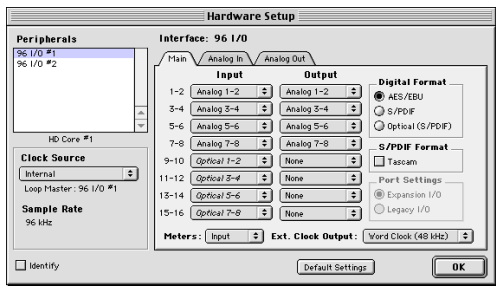 Hardware Setup
Peripherals
96 I/O #1
96 I/O #2
HD Core #1
Clock Source
Internal
Loop Master : 96 I/O #1
Sample Rate
96 kHz
Identify
Interface: 96 I/O
Main Analog In Analog Out
Input Output
1-2 Analog 1-2 Analog 1-2
3-4 Analog 3-4 Analog 3-4
5-6 Analog 5-6 Analog 5-6
7-8 Analog 7-8 Analog 7-8
9-10 Optical 1-2 None
11-12 Optical 3-4 None
13-14 Optical 5-6 None
15-16 Optical 7-8 None
Digital Format
AES/EBU
S/PDIF
Optical (S/PDIF)
S/PDIF Format
Tascam
Port Settings
Expansion I/O
Legacy I/O
Meters: Input Ext. Clock Output: Word Clock (48 kHz)
Default Settings OK